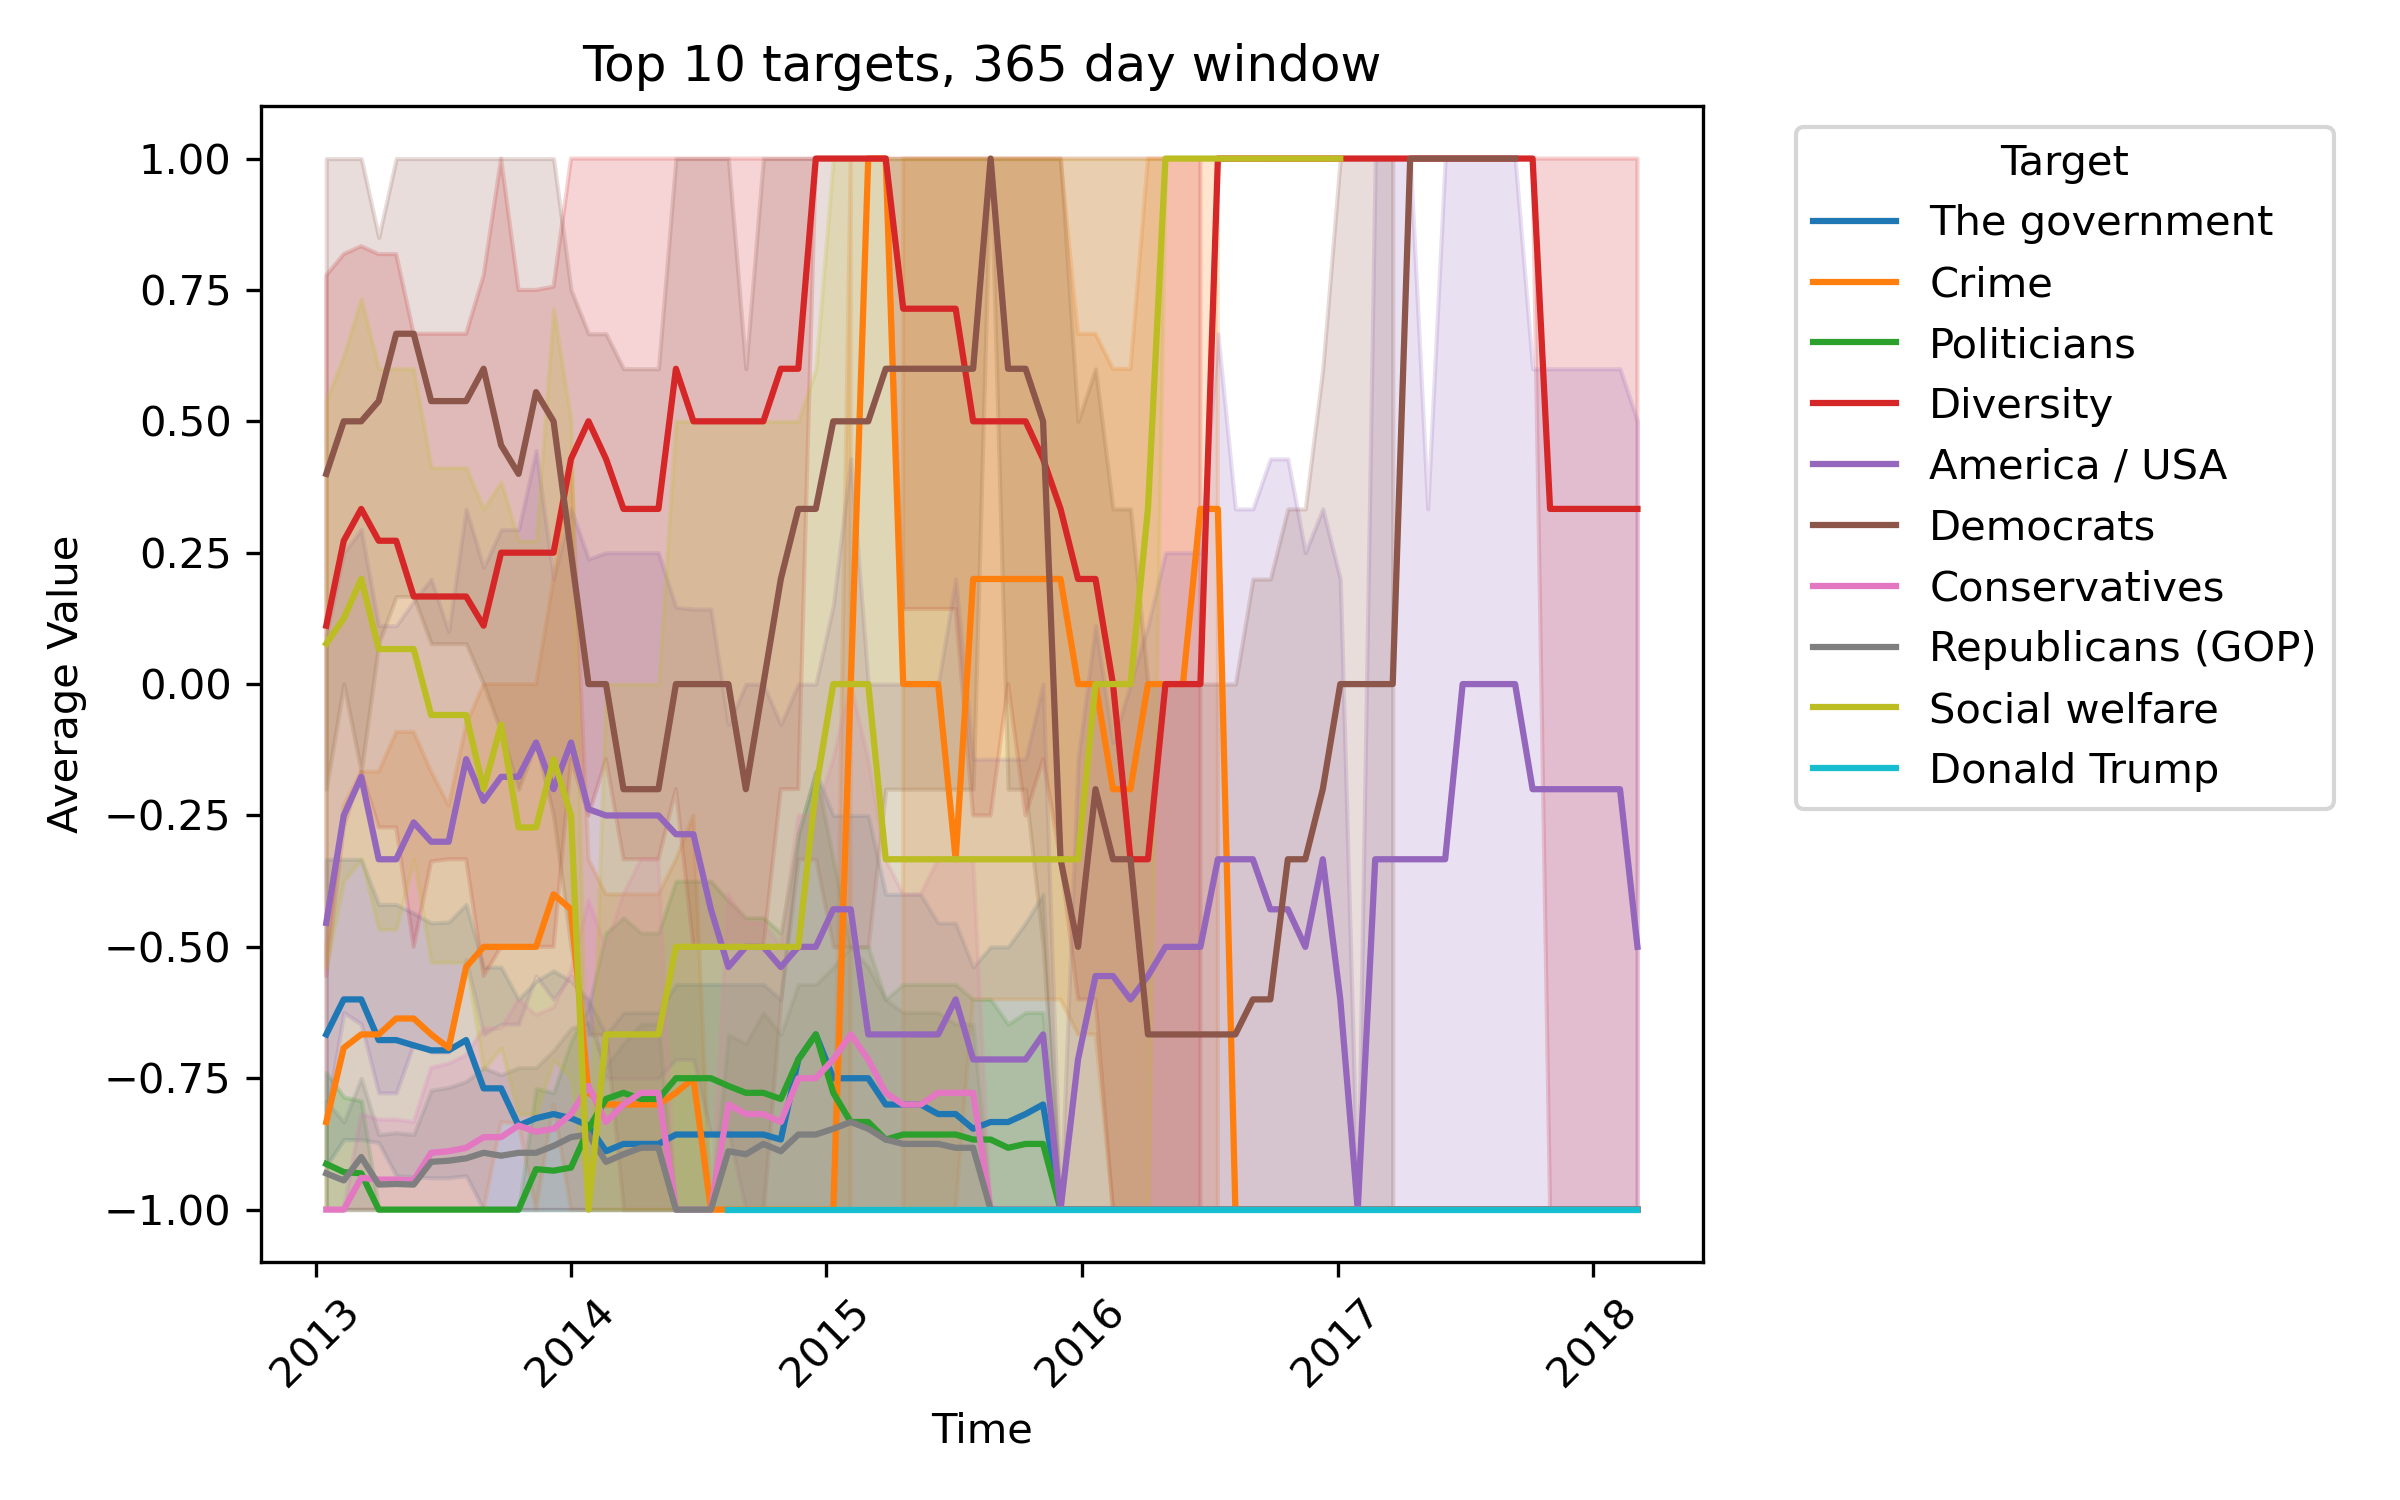 Top 10 targets, 365 day window
Average Value
1.00
0.75
0.50
0.25
0.00
−0.25
−0.50
−0.75
−1.00
2013
2014
2015
2016
2017
2018
Time
Target
The government
Crime
Politicians
Diversity
America / USA
Democrats
Conservatives
Republicans (GOP)
Social welfare
Donald Trump